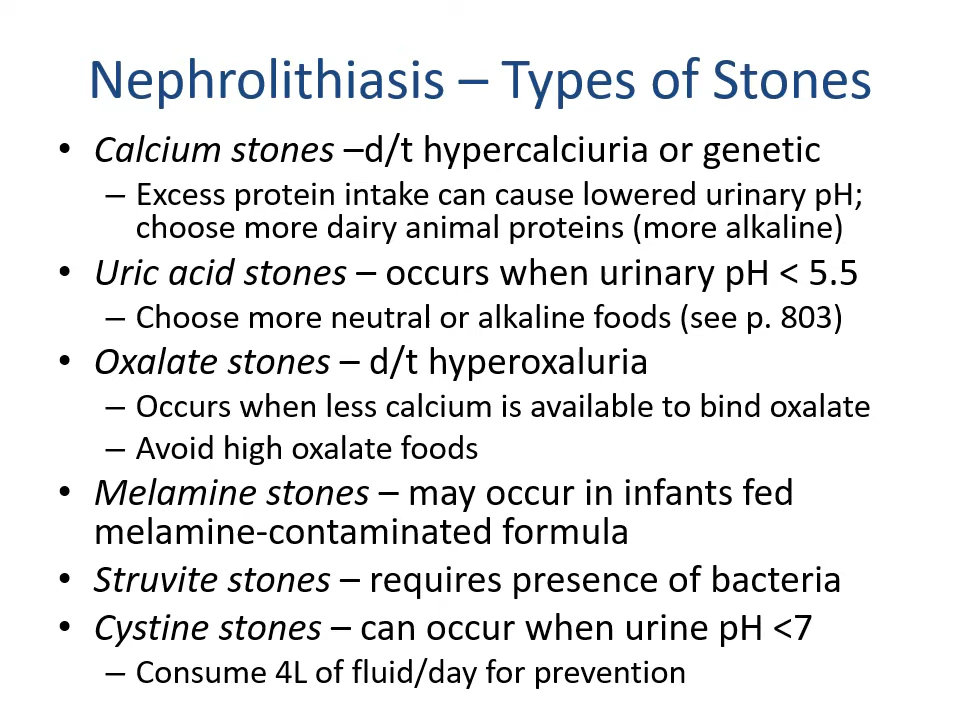 Nephrolithiasis – Types of Stones
• Calcium stones –d/t hypercalciuria or genetic
– Excess protein intake can cause lowered urinary pH;
choose more dairy animal proteins (more alkaline)
• Uric acid stones – occurs when urinary pH < 5.5
– Choose more neutral or alkaline foods (see p. 803)
• Oxalate stones – d/t hyperoxaluria
– Occurs when less calcium is available to bind oxalate
– Avoid high oxalate foods
• Melamine stones – may occur in infants fed
melamine-contaminated formula
• Struvite stones – requires presence of bacteria
• Cystine stones – can occur when urine pH <7
– Consume 4L of fluid/day for prevention